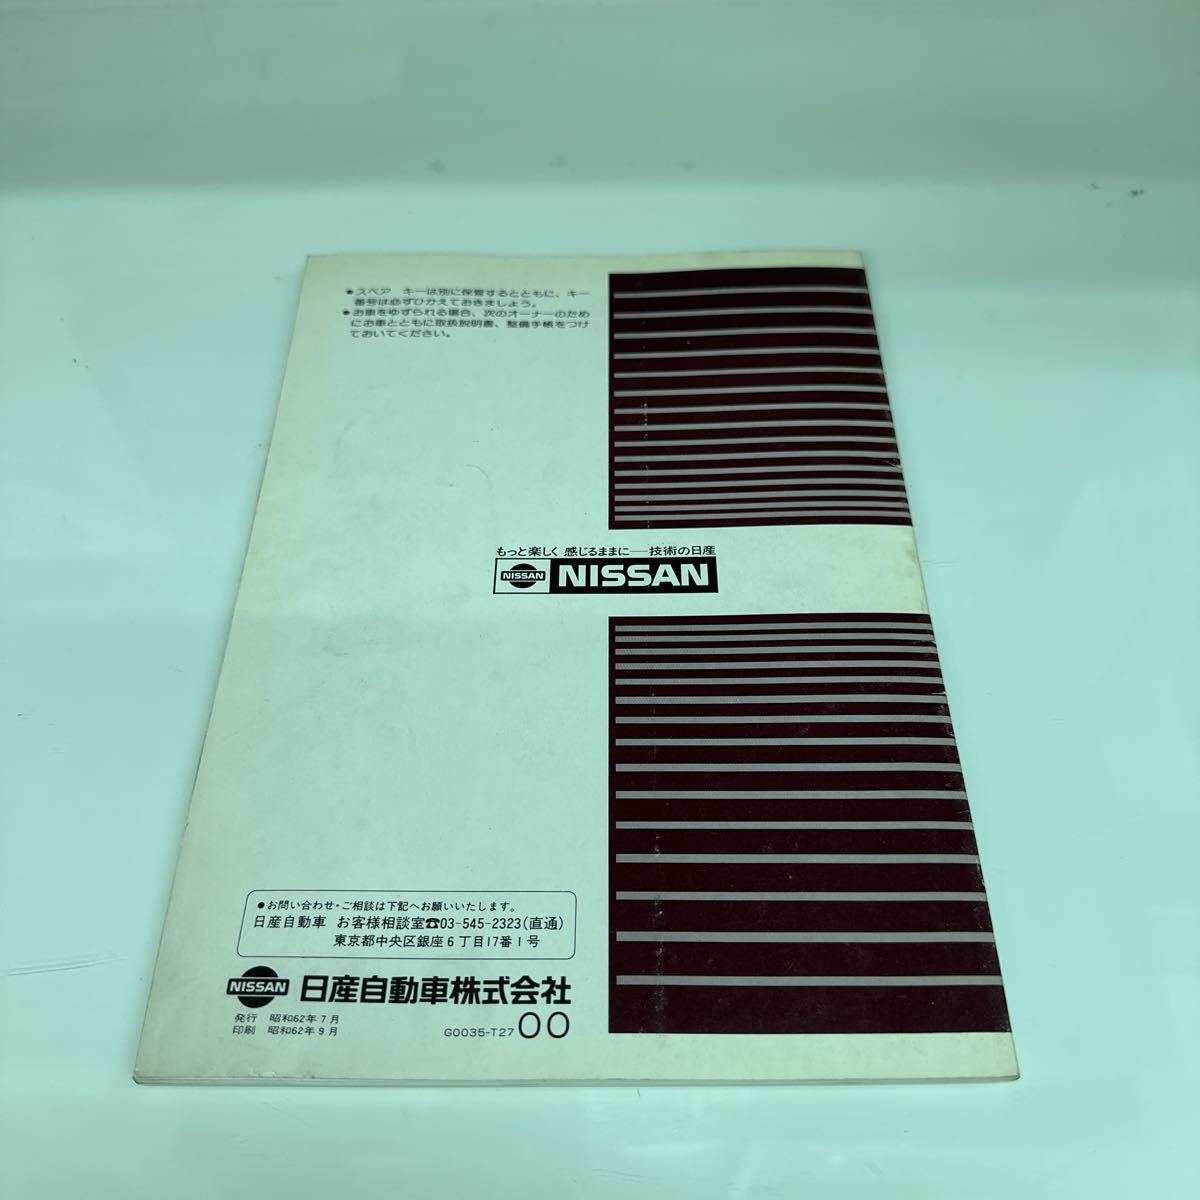 ●スペア キーは別に保管するとともに、キー
番号は必ずひかえておきましょう。
●お車をゆずられる場合、次のオーナーのため
にお車とともに取扱説明書、整備手帳をつけ
ておいてください。
もっと楽しく 感じるままに──技術の日産
NISSAN NISSAN
●お問い合わせ・ご相談は下記へお願いいたします。
日産自動車 お客様相談室☎03-545-2323(直通)
東京都中央区銀座6丁目17番1号
NISSAN 日産自動車株式会社
発行 昭和62年7月
印刷 昭和62年9月 G0035-T27 00